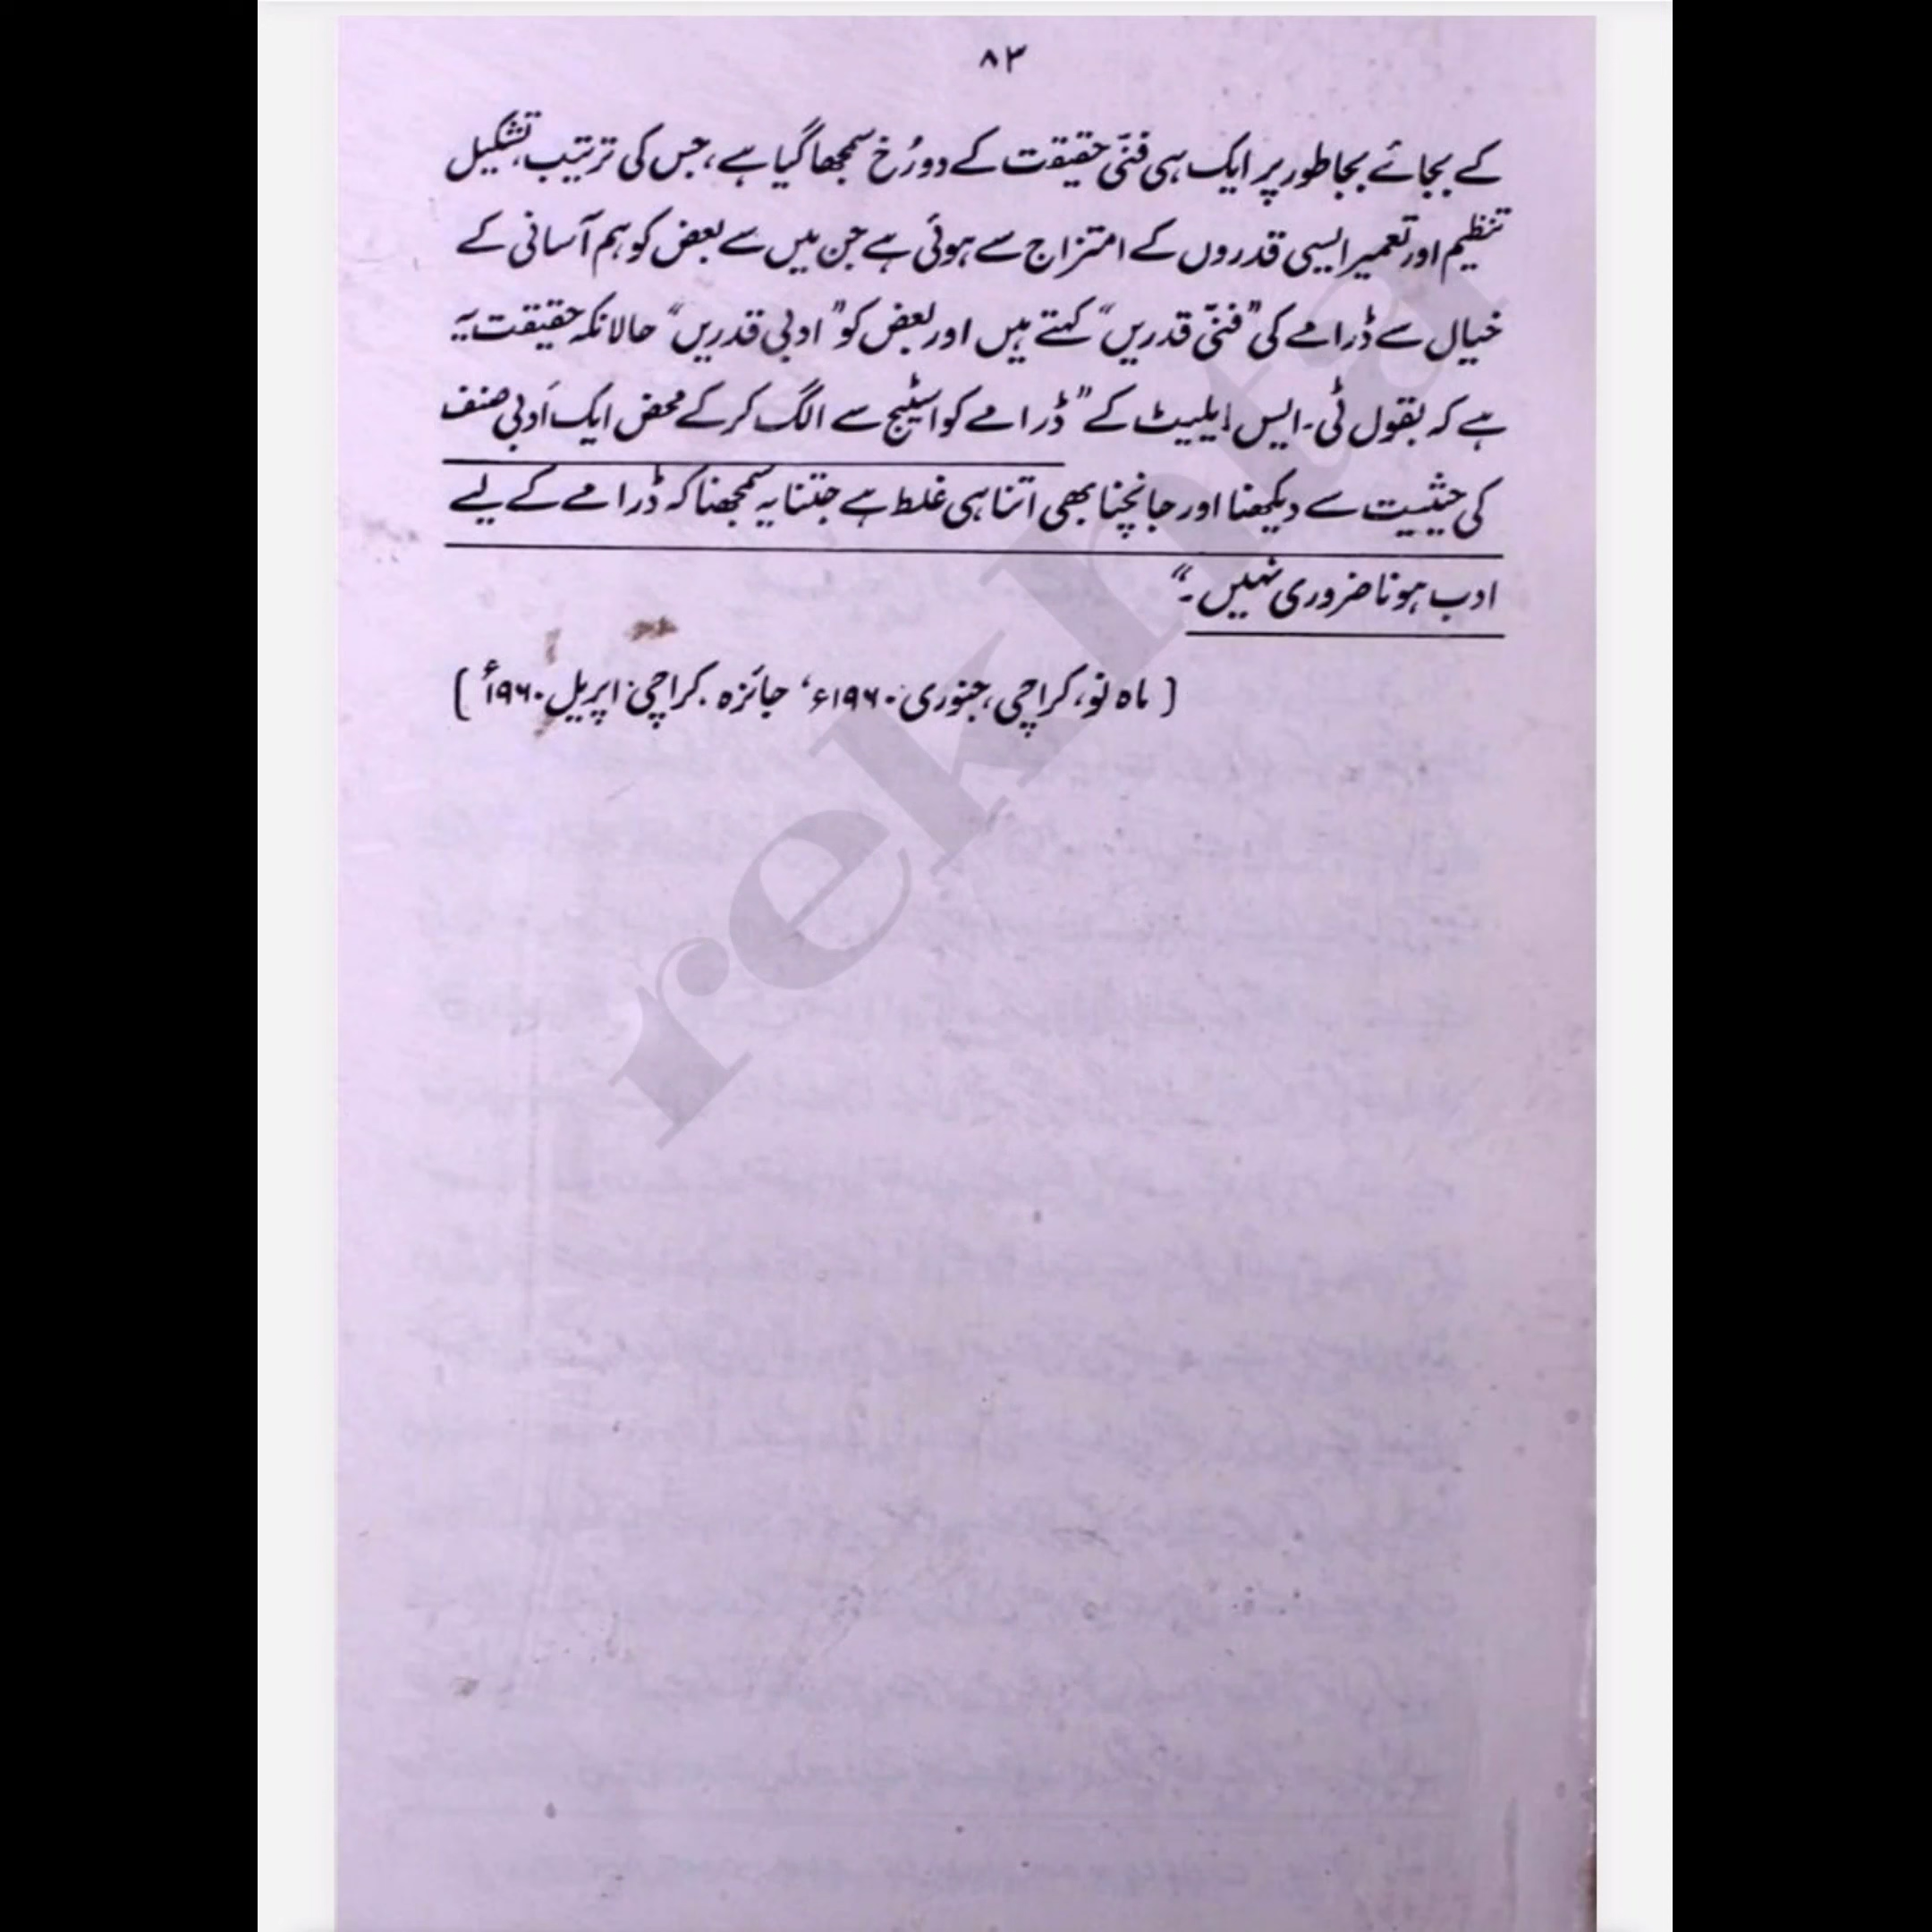 ۸۳
کے بجائے بجا طور پر ایک ہی فنّی حقیقت کے دو رُخ سمجھا گیا ہے، جس کی ترتیب، تشکیل
تنظیم اور تعمیر ایسی قدروں کے امتزاج سے ہوئی ہے جن میں سے بعض کو ہم آسانی کے
خیال سے ڈرامے کی ”فنّی قدریں“ کہتے ہیں اور بعض کو ”ادبی قدریں“ حالانکہ حقیقت یہ
ہے کہ بقول ٹی۔ ایس ایلیٹ کے ” ڈرامے کو اسٹیج سے الگ کر کے محض ایک اَدبی صنف
کی حیثیت سے دیکھنا اور جانچنا بھی اتنا ہی غلط ہے جتنا یہ سمجھنا کہ ڈرامے کے لیے
ادب ہونا ضروری نہیں۔“
[ ماہ نَو، کراچی، جنوری ۱۹۶۰ء، جائزہ۔ کراچی: اپریل ۱۹۶۰ء ]
rekhta